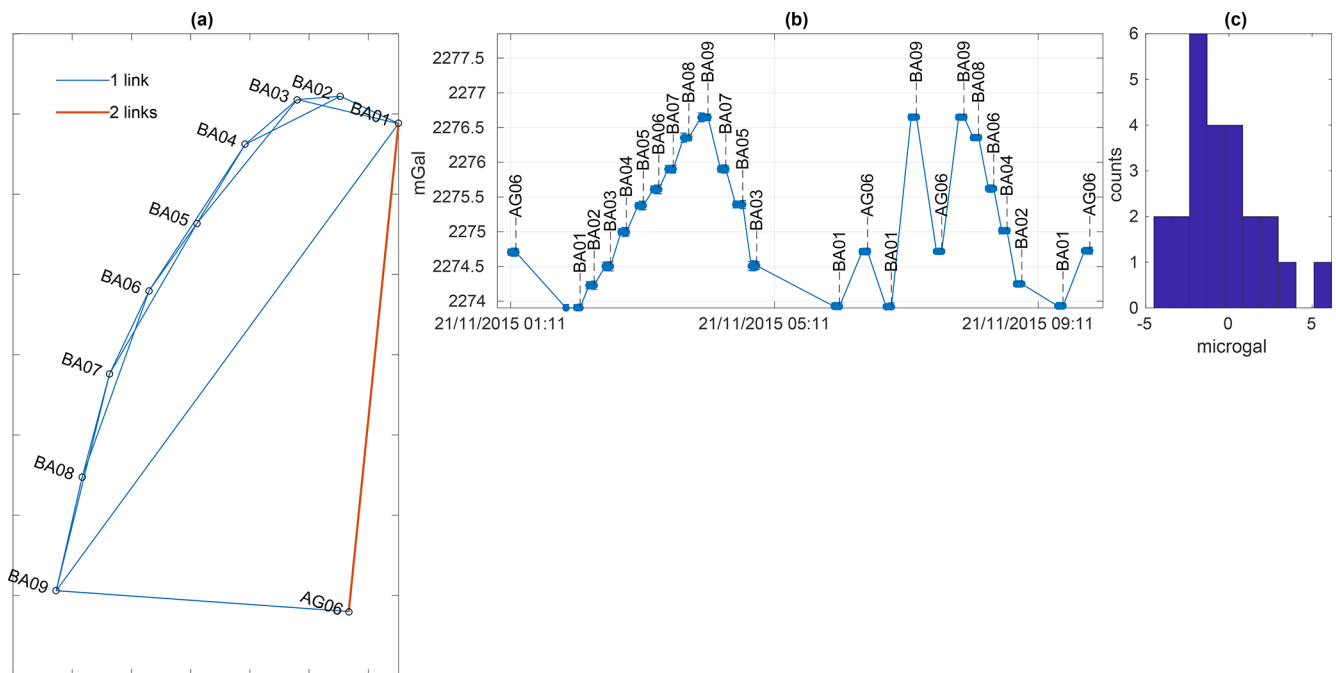 (a)
1 link
2 links
BA03
BA02
BA01
BA04
BA05
BA06
BA07
BA08
BA09
AG06
(b)
mGal
2277.5
2277
2276.5
2276
2275.5
2275
2274.5
2274
AG06
BA01
BA02
BA03
BA04
BA05
BA06
BA07
BA08
BA09
BA07
BA05
BA03
BA01
AG06
BA01
BA09
AG06
BA09
BA08
BA06
BA04
BA02
BA01
AG06
21/11/2015 01:11
21/11/2015 05:11
21/11/2015 09:11
(c)
counts
6
5
4
3
2
1
0
-5
0
5
microgal